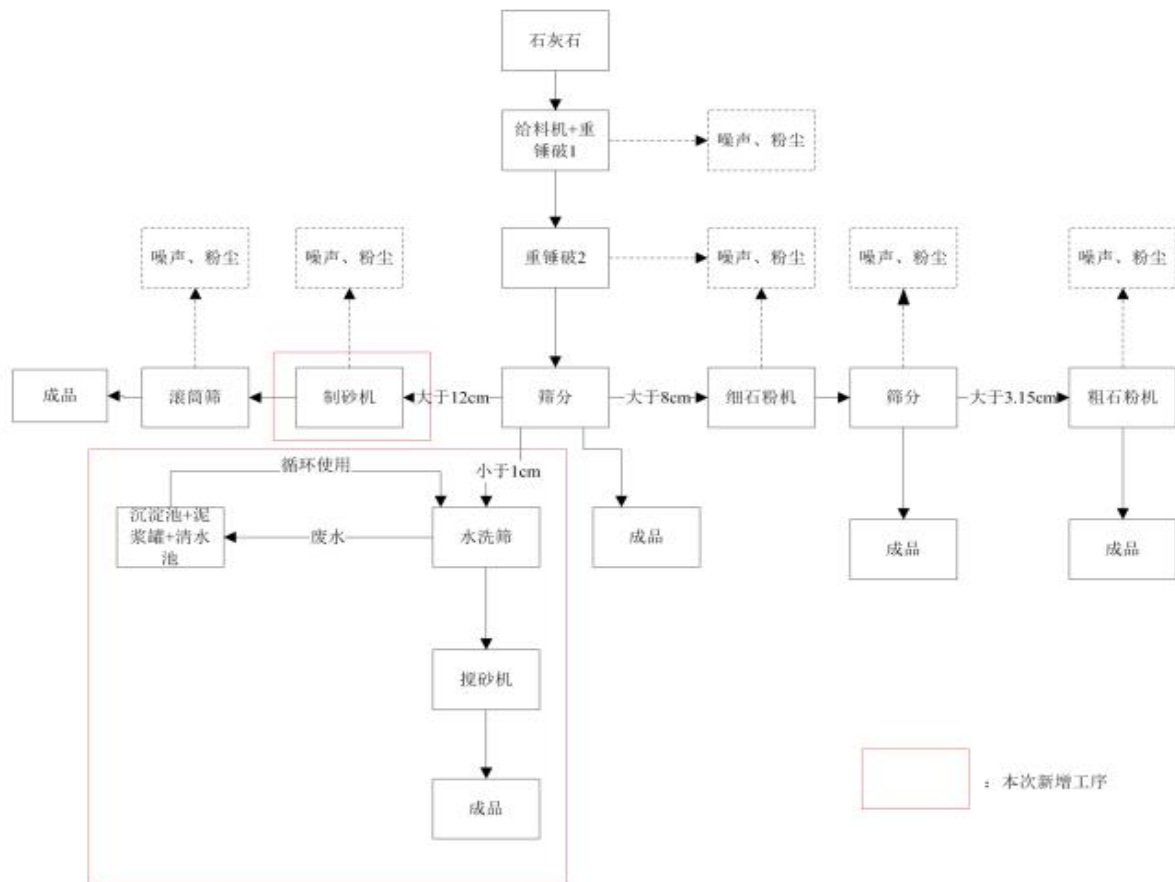 石灰石
给料机+重
锤破1
噪声、粉尘
重锤破2
噪声、粉尘
噪声、粉尘
噪声、粉尘
噪声、粉尘
噪声、粉尘
成品
滚筒筛
制砂机
大于12cm
筛分
大于8cm
细石粉机
筛分
大于3.15cm
粗石粉机
循环使用
小于1cm
沉淀池+泥
浆罐+清水
池
废水
水洗筛
成品
成品
成品
搅砂机
成品
：本次新增工序